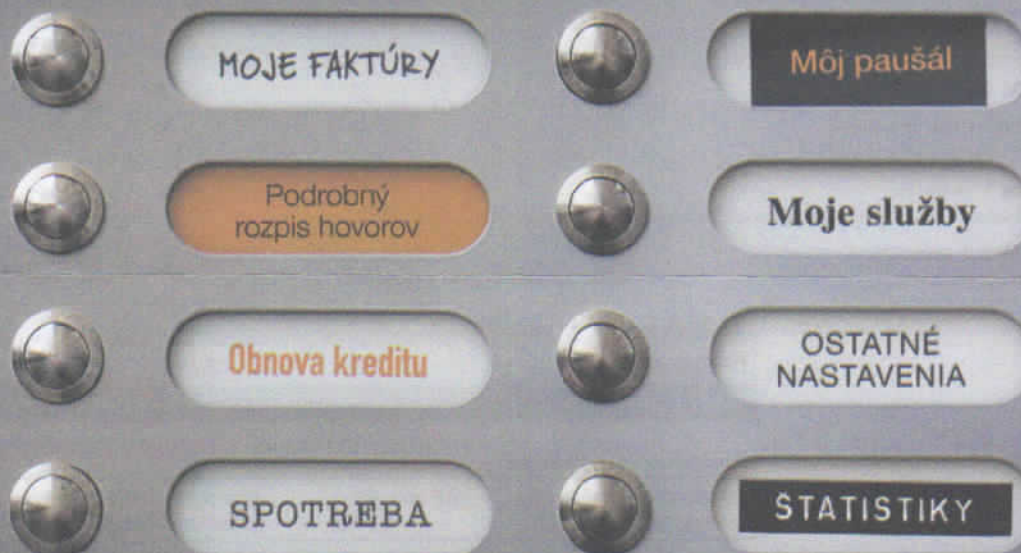 MOJE FAKTÚRY
Môj paušál
Podrobný
rozpis hovorov
Moje služby
Obnova kreditu
OSTATNÉ
NASTAVENIA
SPOTREBA
ŠTATISTIKY